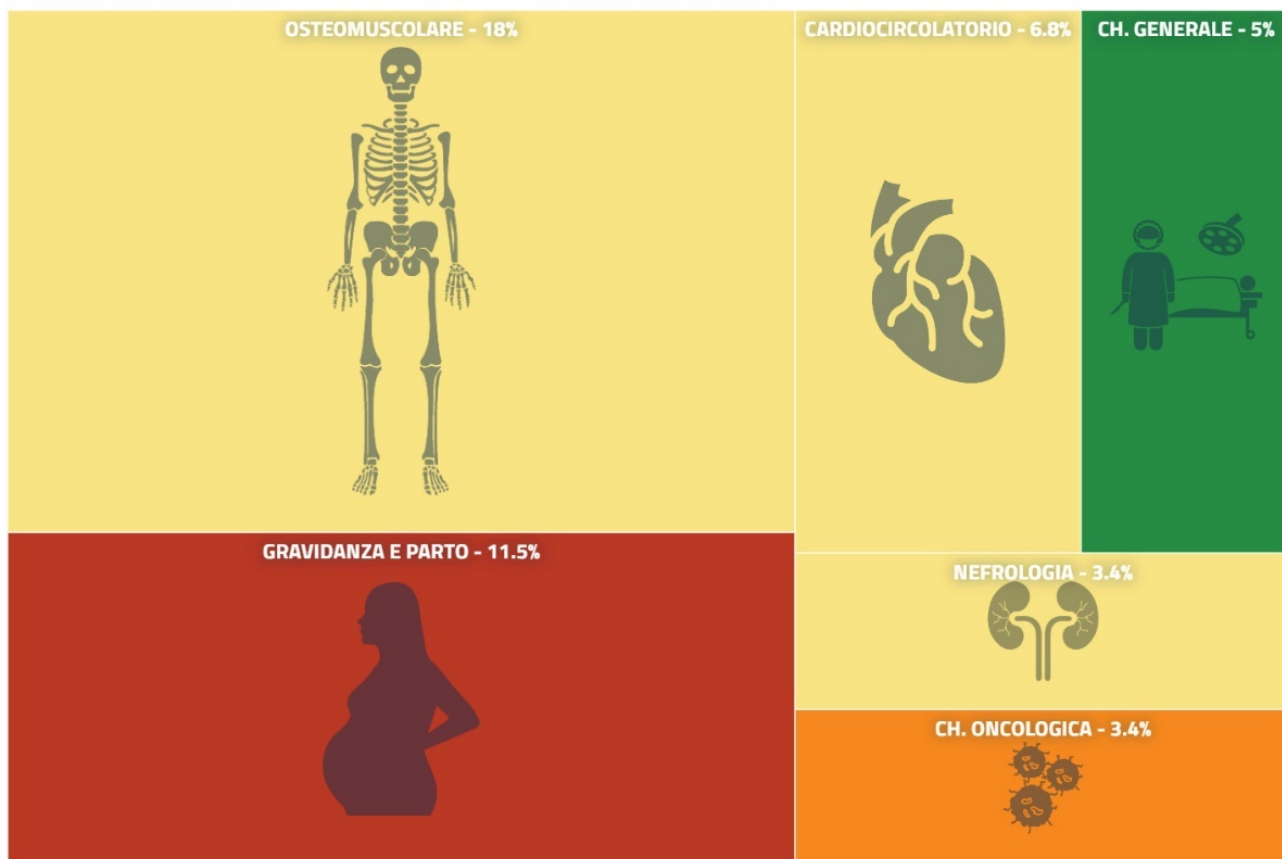 OSTEOMUSCOLARE - 18%
CARDIOCIRCOLATORIO - 6.8%
CH. GENERALE - 5%
GRAVIDANZA E PARTO - 11.5%
NEFROLOGIA - 3.4%
CH. ONCOLOGICA - 3.4%